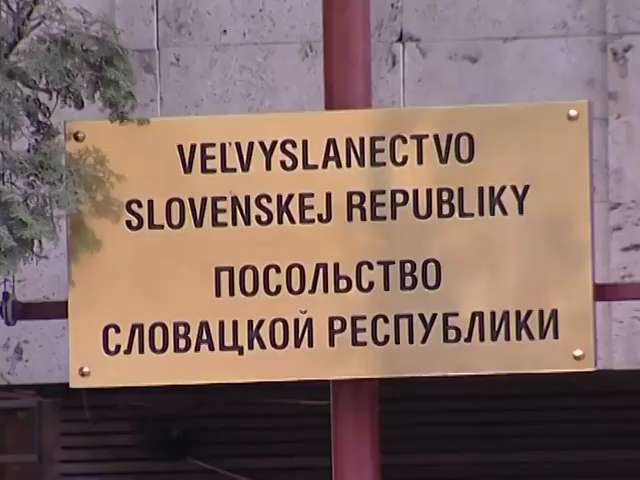 VEĽVYSLANECTVO
SLOVENSKEJ REPUBLIKY
ПОСОЛЬСТВО
СЛОВАЦКОЙ РЕСПУБЛИКИ